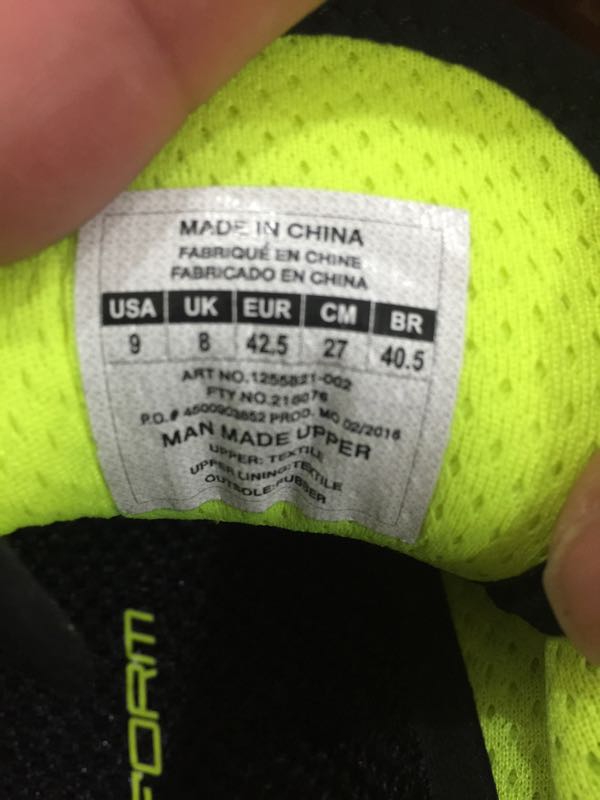 MADE IN CHINA
FABRIQUÉ EN CHINE
FABRICADO EN CHINA
USA UK EUR CM BR
9 8 42.5 27 40.5
ART NO.1255821-002
FTY NO.216076
P.O.# 4500903652 PROD. MO 02/2016
MAN MADE UPPER
UPPER: TEXTILE
UPPER LINING:TEXTILE
OUTSOLE:RUBBER
FORM